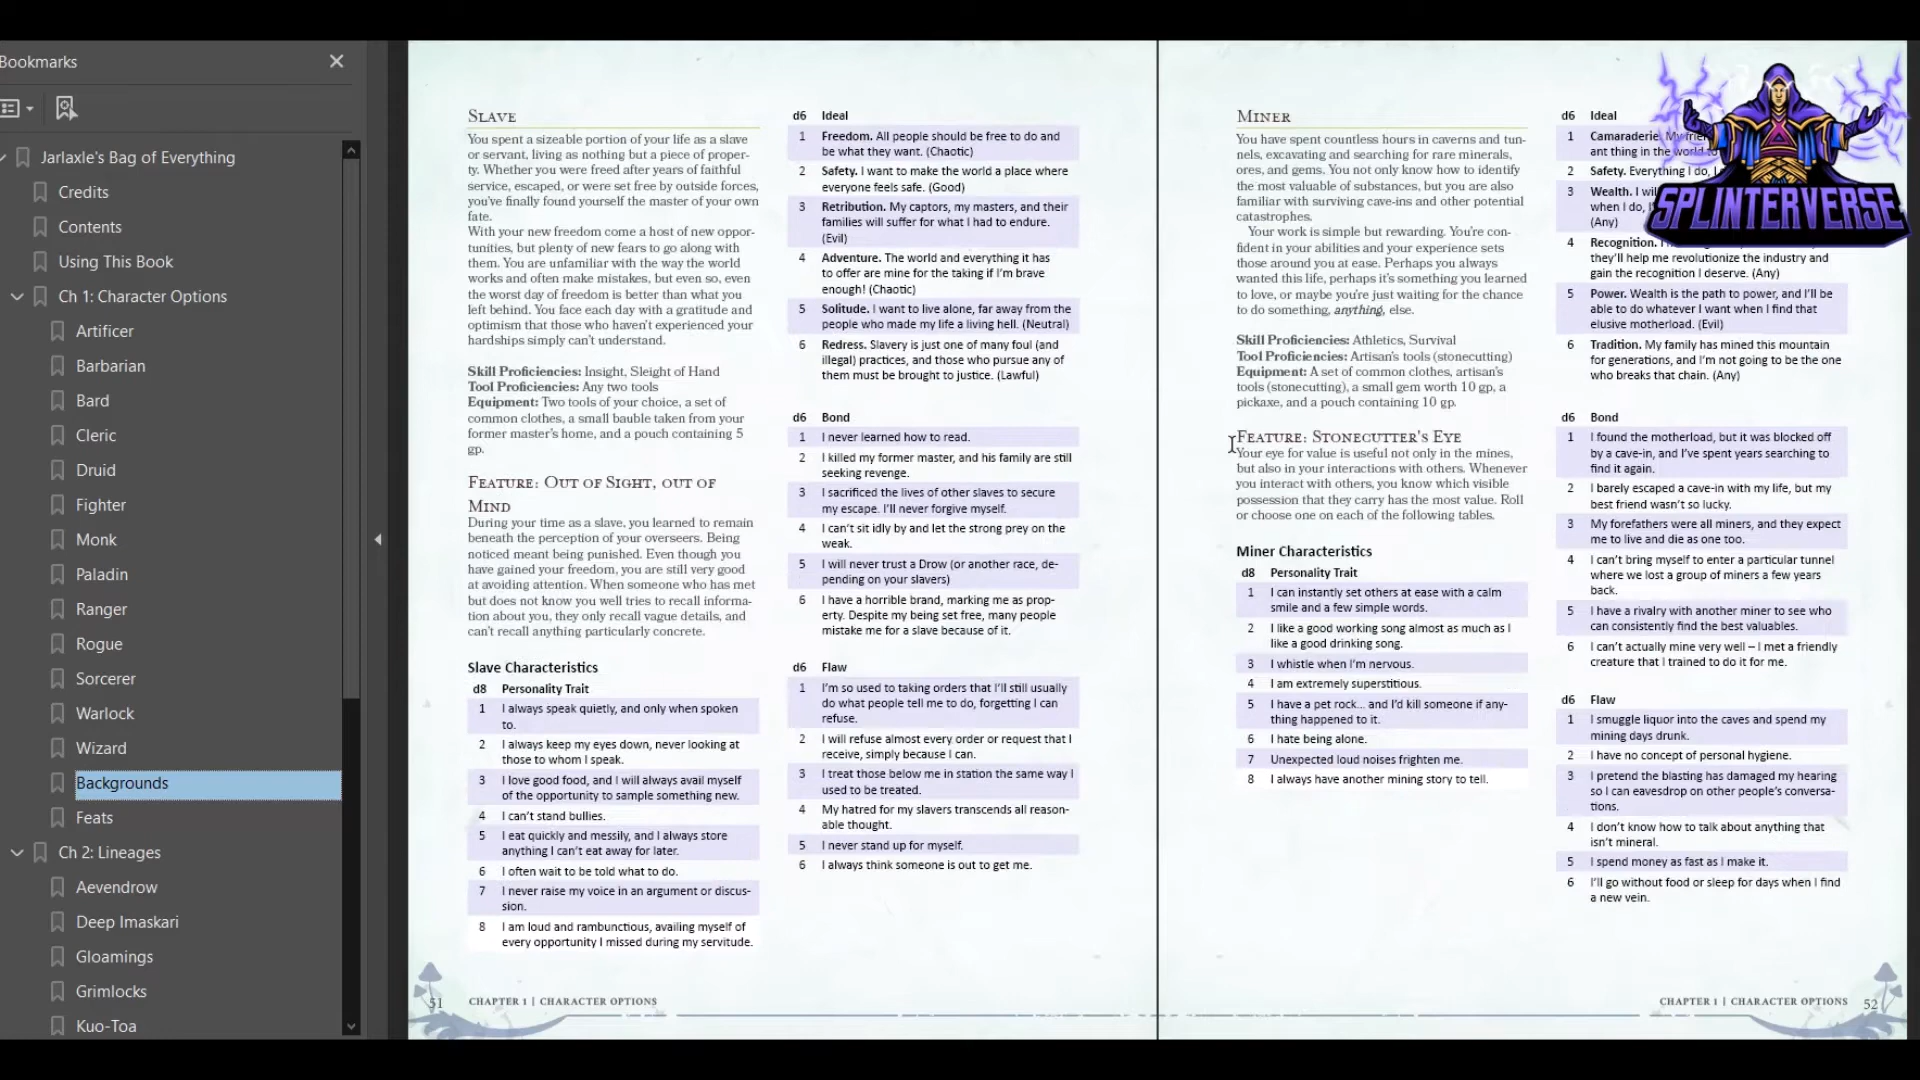 Bookmarks
Jarlaxle's Bag of Everything
Credits
Contents
Using This Book
Ch 1: Character Options
Artificer
Barbarian
Bard
Cleric
Druid
Fighter
Monk
Paladin
Ranger
Rogue
Sorcerer
Warlock
Wizard
Backgrounds
Feats
Ch 2: Lineages
Aevendrow
Deep Imaskari
Gloamings
Grimlocks
Kuo-Toa
SLAVE
You spent a sizeable portion of your life as a slave
or servant, living as nothing but a piece of proper-
ty. Whether you were freed after years of faithful
service, escaped, or were set free by outside forces,
you've finally found yourself the master of your own
fate.
With your new freedom come a host of new oppor-
tunities, but plenty of new fears to go along with
them. You are unfamiliar with the way the world
works and often make mistakes, but even so, even
the worst day of freedom is better than what you
left behind. You face each day with a gratitude and
optimism that those who haven't experienced your
hardships simply can't understand.
Skill Proficiencies: Insight, Sleight of Hand
Tool Proficiencies: Any two tools
Equipment: Two tools of your choice, a set of
common clothes, a small bauble taken from your
former master's home, and a pouch containing 5
gp.
FEATURE: OUT OF SIGHT, OUT OF
MIND
During your time as a slave, you learned to remain
beneath the perception of your overseers. Being
noticed meant being punished. Even though you
have gained your freedom, you are still very good
at avoiding attention. When someone who has met
but does not know you well tries to recall informa-
tion about you, they only recall vague details, and
can't recall anything particularly concrete.
Slave Characteristics
d8 Personality Trait
1 I always speak quietly, and only when spoken
to.
2 I always keep my eyes down, never looking at
those to whom I speak.
3 I love good food, and I will always avail myself
of the opportunity to sample something new.
4 I can't stand bullies.
5 I eat quickly and messily, and I always store
anything I can't eat away for later.
6 I often wait to be told what to do.
7 I never raise my voice in an argument or discus-
sion.
8 I am loud and rambunctious, availing myself of
every opportunity I missed during my servitude.
51 CHAPTER 1 | CHARACTER OPTIONS
d6 Ideal
1 Freedom. All people should be free to do and
be what they want. (Chaotic)
2 Safety. I want to make the world a place where
everyone feels safe. (Good)
3 Retribution. My captors, my masters, and their
families will suffer for what I had to endure.
(Evil)
4 Adventure. The world and everything it has
to offer are mine for the taking if I'm brave
enough! (Chaotic)
5 Solitude. I want to live alone, far away from the
people who made my life a living hell. (Neutral)
6 Redress. Slavery is just one of many foul (and
illegal) practices, and those who pursue any of
them must be brought to justice. (Lawful)
d6 Bond
1 I never learned how to read.
2 I killed my former master, and his family are still
seeking revenge.
3 I sacrificed the lives of other slaves to secure
my escape. I'll never forgive myself.
4 I can't sit idly by and let the strong prey on the
weak.
5 I will never trust a Drow (or another race, de-
pending on your slavers)
6 I have a horrible brand, marking me as prop-
erty. Despite my being set free, many people
mistake me for a slave because of it.
d6 Flaw
1 I'm so used to taking orders that I'll still usually
do what people tell me to do, forgetting I can
refuse.
2 I will refuse almost every order or request that I
receive, simply because I can.
3 I treat those below me in station the same way I
used to be treated.
4 My hatred for my slavers transcends all reason-
able thought.
5 I never stand up for myself.
6 I always think someone is out to get me.
MINER
You have spent countless hours in caverns and tun-
nels, excavating and searching for rare minerals,
ores, and gems. You not only know how to identify
the most valuable of substances, but you are also
familiar with surviving cave-ins and other potential
catastrophes.
Your work is simple but rewarding. You're con-
fident in your abilities and your experience sets
those around you at ease. Perhaps you always
wanted this life, perhaps it's something you learned
to love, or maybe you're just waiting for the chance
to do something, anything, else.
Skill Proficiencies: Athletics, Survival
Tool Proficiencies: Artisan's tools (stonecutting)
Equipment: A set of common clothes, artisan's
tools (stonecutting), a small gem worth 10 gp, a
pickaxe, and a pouch containing 10 gp.
FEATURE: STONECUTTER'S EYE
Your eye for value is useful not only in the mines,
but also in your interactions with others. Whenever
you interact with others, you know which visible
possession that they carry has the most value. Roll
or choose one on each of the following tables.
Miner Characteristics
d8 Personality Trait
1 I can instantly set others at ease with a calm
smile and a few simple words.
2 I like a good working song almost as much as I
like a good drinking song.
3 I whistle when I'm nervous.
4 I am extremely superstitious.
5 I have a pet rock... and I'd kill someone if any-
thing happened to it.
6 I hate being alone.
7 Unexpected loud noises frighten me.
8 I always have another mining story to tell.
d6 Ideal
1 Camaraderie. My
ant thing in the world
2 Safety. Everything I do,
3 Wealth. I
when I do,
(Any)
4 Recognition.
they'll help me revolutionize the industry and
gain the recognition I deserve. (Any)
5 Power. Wealth is the path to power, and I'll be
able to do whatever I want when I find that
elusive motherload. (Evil)
6 Tradition. My family has mined this mountain
for generations, and I'm not going to be the one
who breaks that chain. (Any)
d6 Bond
1 I found the motherload, but it was blocked off
by a cave-in, and I've spent years searching to
find it again.
2 I barely escaped a cave-in with my life, but my
best friend wasn't so lucky.
3 My forefathers were all miners, and they expect
me to live and die as one too.
4 I can't bring myself to enter a particular tunnel
where we lost a group of miners a few years
back.
5 I have a rivalry with another miner to see who
can consistently find the best valuables.
6 I can't actually mine very well – I met a friendly
creature that I trained to do it for me.
d6 Flaw
1 I smuggle liquor into the caves and spend my
mining days drunk.
2 I have no concept of personal hygiene.
3 I pretend the blasting has damaged my hearing
so I can eavesdrop on other people's conversa-
tions.
4 I don't know how to talk about anything that
isn't mineral.
5 I spend money as fast as I make it.
6 I'll go without food or sleep for days when I find
a new vein.
CHAPTER 1 | CHARACTER OPTIONS 52
SPLINTERVERSE